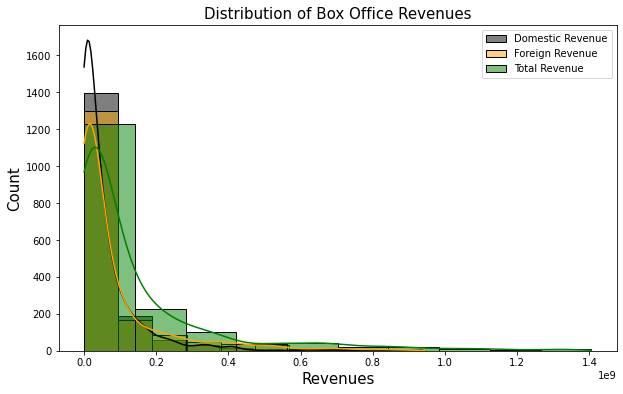 Distribution of Box Office Revenues
Domestic Revenue
Foreign Revenue
Total Revenue
Count
1600
1400
1200
1000
800
600
400
200
0
0.0 0.2 0.4 0.6 0.8 1.0 1.2 1.4
1e9
Revenues